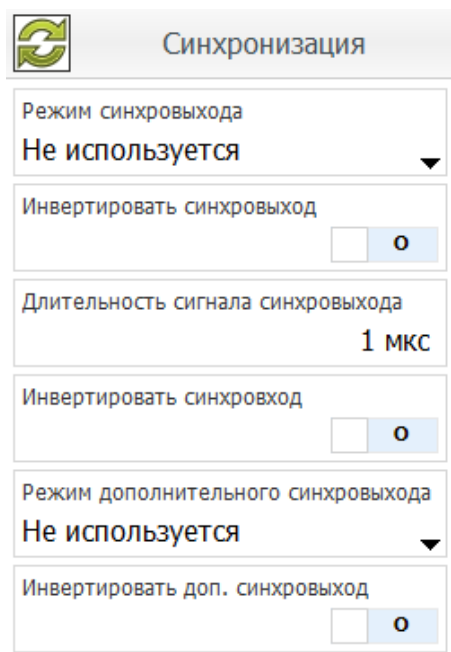 Синхронизация
Режим синхровыхода
Не используется
Инвертировать синхровыход
О
Длительность сигнала синхровыхода
1 мкс
Инвертировать синхровход
О
Режим дополнительного синхровыхода
Не используется
Инвертировать доп. синхровыход
О